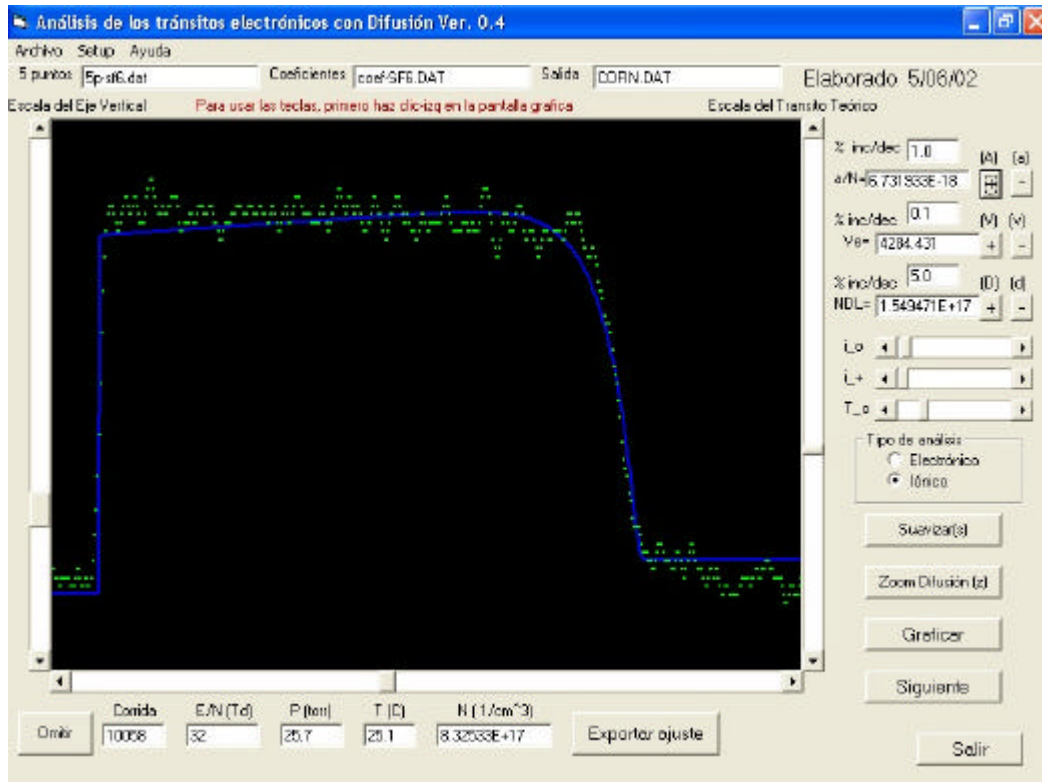 Análisis de los tránsitos electrónicos con Difusión Ver. 0.4
Archivo Setup Ayuda
5 puntos 5p-sf6.dat Coeficientes coef-SF6.DAT Salida CORN.DAT Elaborado 5/06/02
Escala del Eje Vertical Para usar las teclas, primero haz clic-izq en la pantalla grafica Escala del Transito Teórico
% inc/dec 1.0 (A) (a)
a/N= 6.731933E-18 + -
% inc/dec 0.1 (V) (v)
Ve= 4284.431 + -
% inc/dec 5.0 (D) (d)
NDL= 1.549471E+17 + -
i_o
i_+
T_o
Tipo de análisis
Electrónico
Iónico
Suavizar(s)
Zoom Difusión (z)
Graficar
Siguiente
Salir
Omitir
Corrida E/N (Td) P (torr) T (C) N (1/cm^3)
10058 32 25.7 25.1 8.32533E+17
Exportar ajuste